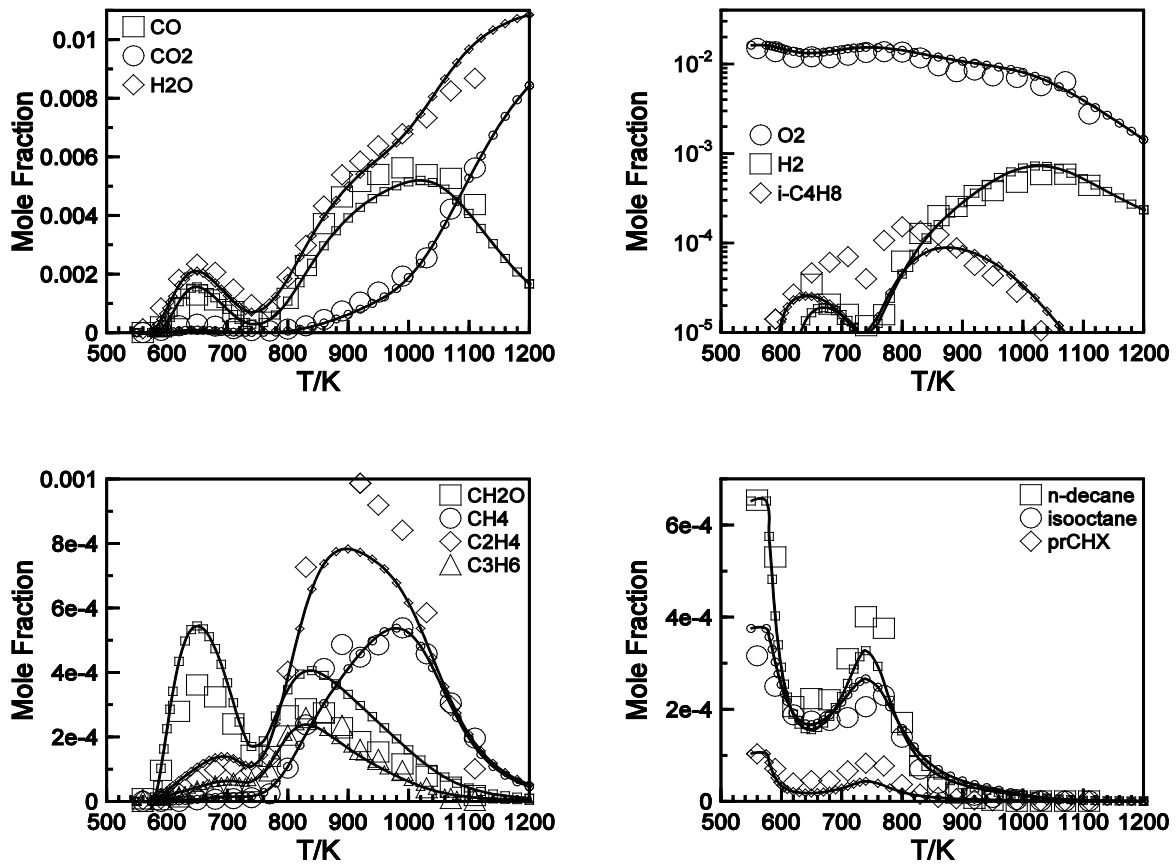 0.01
0.008
0.006
0.004
0.002
0
Mole Fraction
CO
CO2
H2O
500 600 700 800 900 1000 1100 1200
T/K
10-2
10-3
10-4
10-5
Mole Fraction
O2
H2
i-C4H8
500 600 700 800 900 1000 1100 1200
T/K
0.001
8e-4
6e-4
4e-4
2e-4
0
Mole Fraction
CH2O
CH4
C2H4
C3H6
500 600 700 800 900 1000 1100 1200
T/K
6e-4
4e-4
2e-4
0
Mole Fraction
n-decane
isooctane
prCHX
500 600 700 800 900 1000 1100 1200
T/K